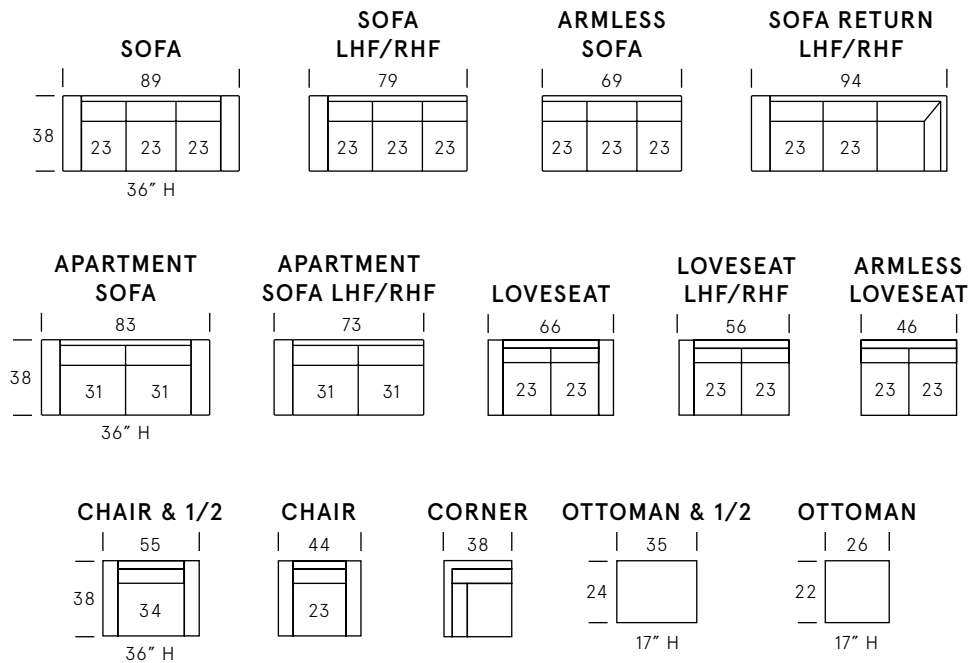 SOFA
89
38
23 23 23
36″ H
SOFA
LHF/RHF
79
23 23 23
ARMLESS
SOFA
69
23 23 23
SOFA RETURN
LHF/RHF
94
23 23
APARTMENT
SOFA
83
38
31 31
36″ H
APARTMENT
SOFA LHF/RHF
73
31 31
LOVESEAT
66
23 23
LOVESEAT
LHF/RHF
56
23 23
ARMLESS
LOVESEAT
46
23 23
CHAIR & 1/2
55
38
34
36″ H
CHAIR
44
23
CORNER
38
OTTOMAN & 1/2
35
24
17″ H
OTTOMAN
26
22
17″ H